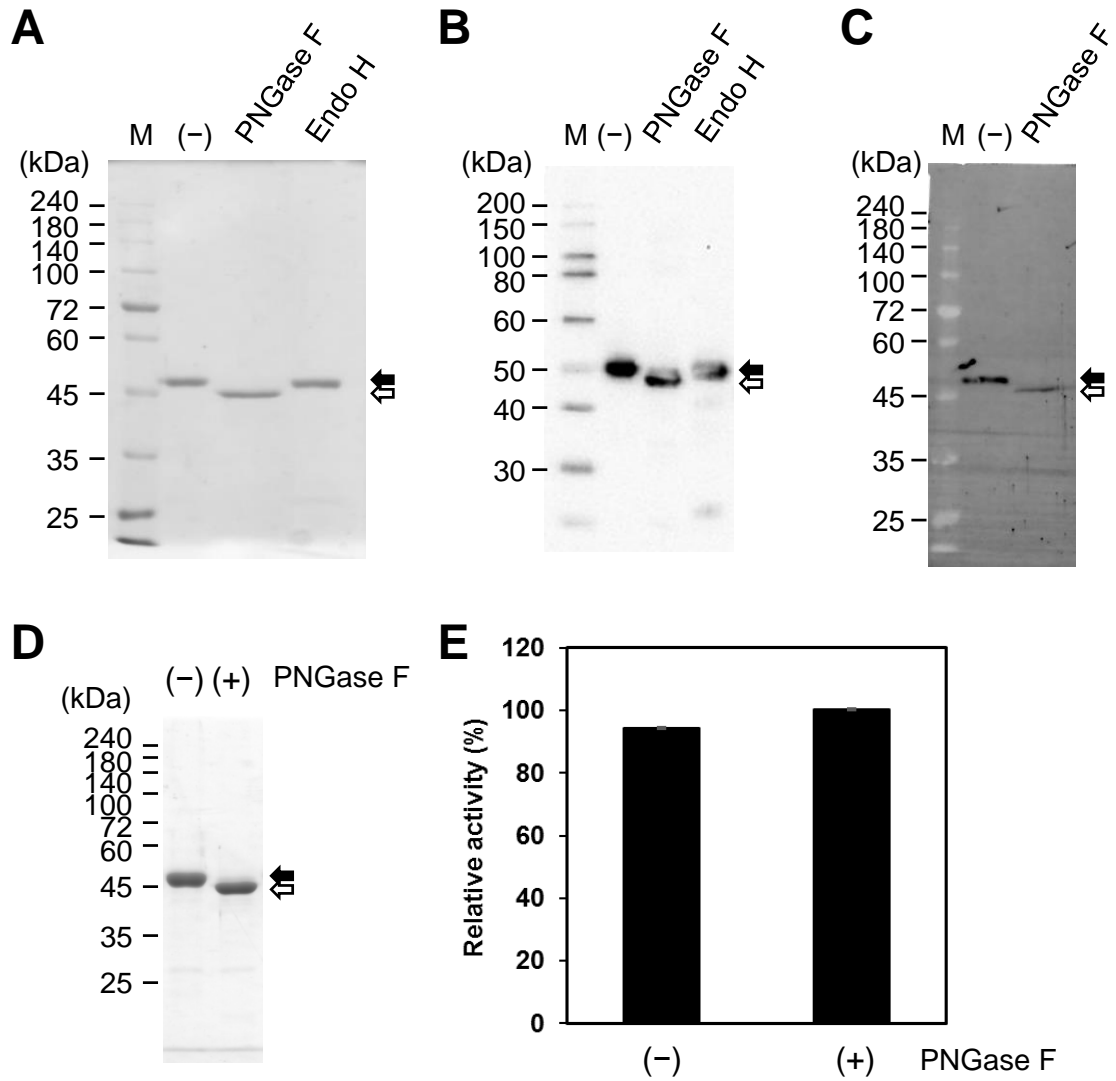 A
M (−) PNGase F Endo H
(kDa)
240
180
140
100
72
60
45
35
25
B
M (−) PNGase F Endo H
(kDa)
200
150
100
80
60
50
40
30
C
M (−) PNGase F
(kDa)
240
180
140
100
72
60
45
35
25
D
(−) (+) PNGase F
(kDa)
240
180
140
100
72
60
45
35
25
E
Relative activity (%)
120
100
80
60
40
20
0
(−) (+) PNGase F